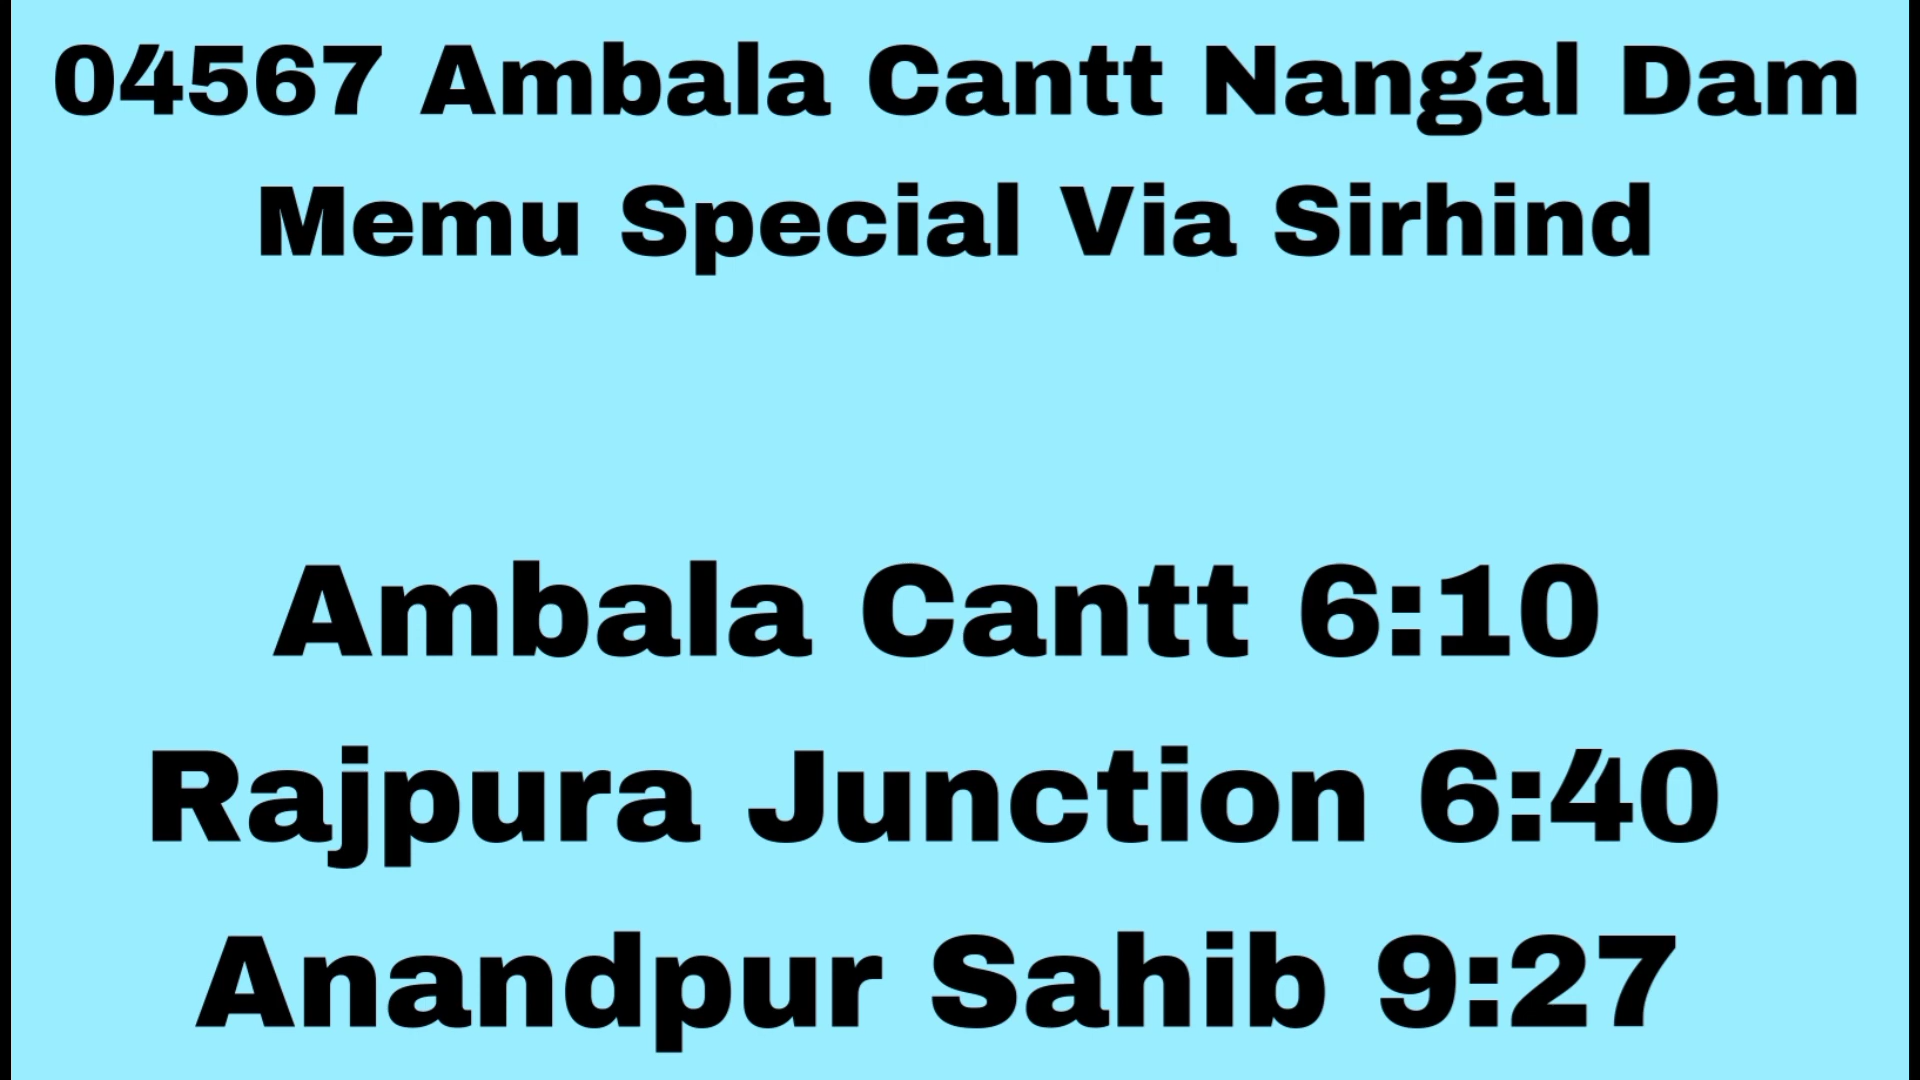 04567 Ambala Cantt Nangal Dam
Memu Special Via Sirhind
Ambala Cantt 6:10
Rajpura Junction 6:40
Anandpur Sahib 9:27